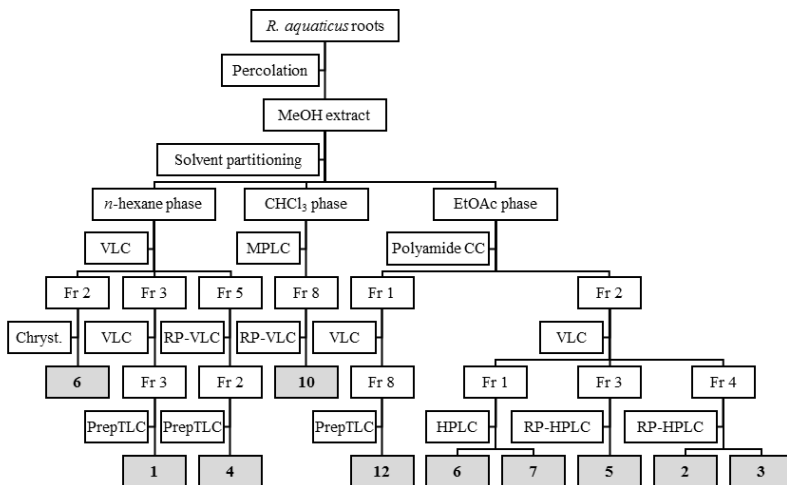 R. aquaticus roots
Percolation
MeOH extract
Solvent partitioning
n-hexane phase
CHCl₃ phase
EtOAc phase
VLC
MPLC
Polyamide CC
Fr 2
Fr 3
Fr 5
Fr 8
Fr 1
Fr 2
Chryst.
VLC
RP-VLC
RP-VLC
VLC
VLC
6
Fr 3
Fr 2
10
Fr 8
Fr 1
Fr 3
Fr 4
PrepTLC
PrepTLC
PrepTLC
HPLC
RP-HPLC
RP-HPLC
1
4
12
6
7
5
2
3